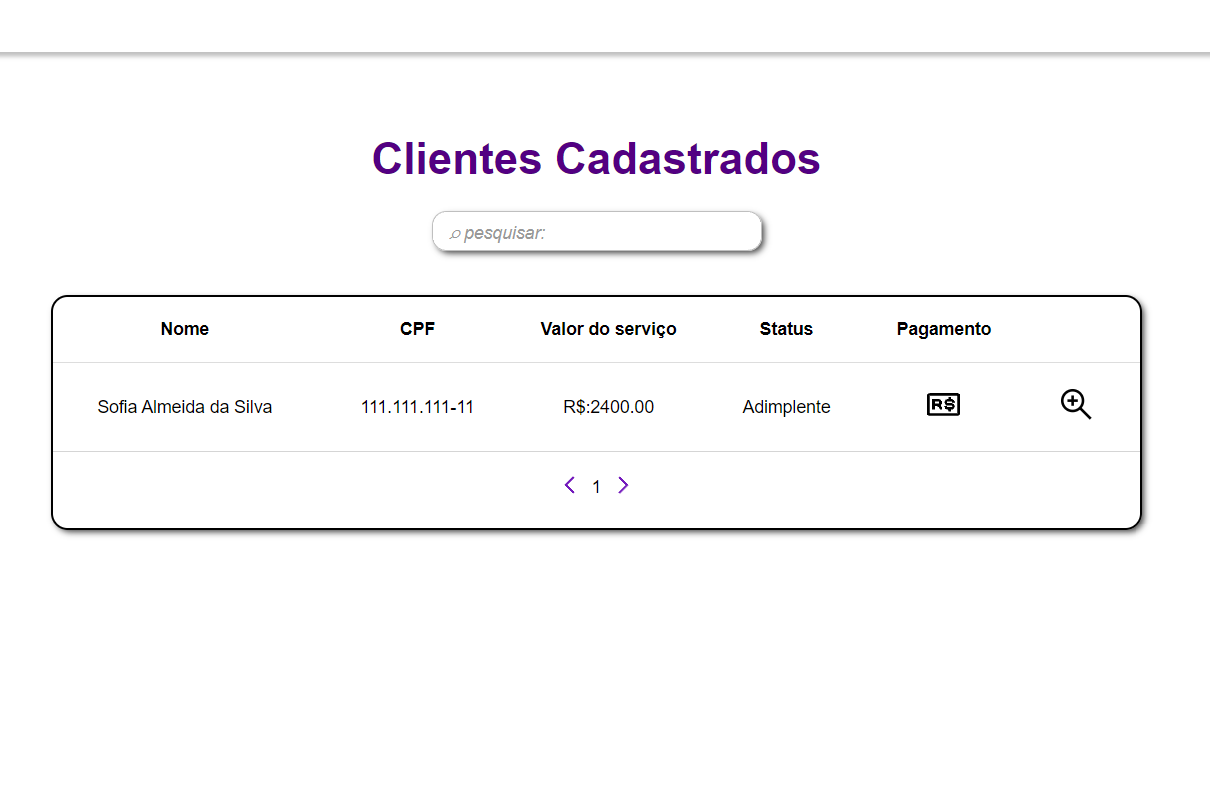 Clientes Cadastrados
⌕ pesquisar:
Nome CPF Valor do serviço Status Pagamento
Sofia Almeida da Silva 111.111.111-11 R$:2400.00 Adimplente R$
1